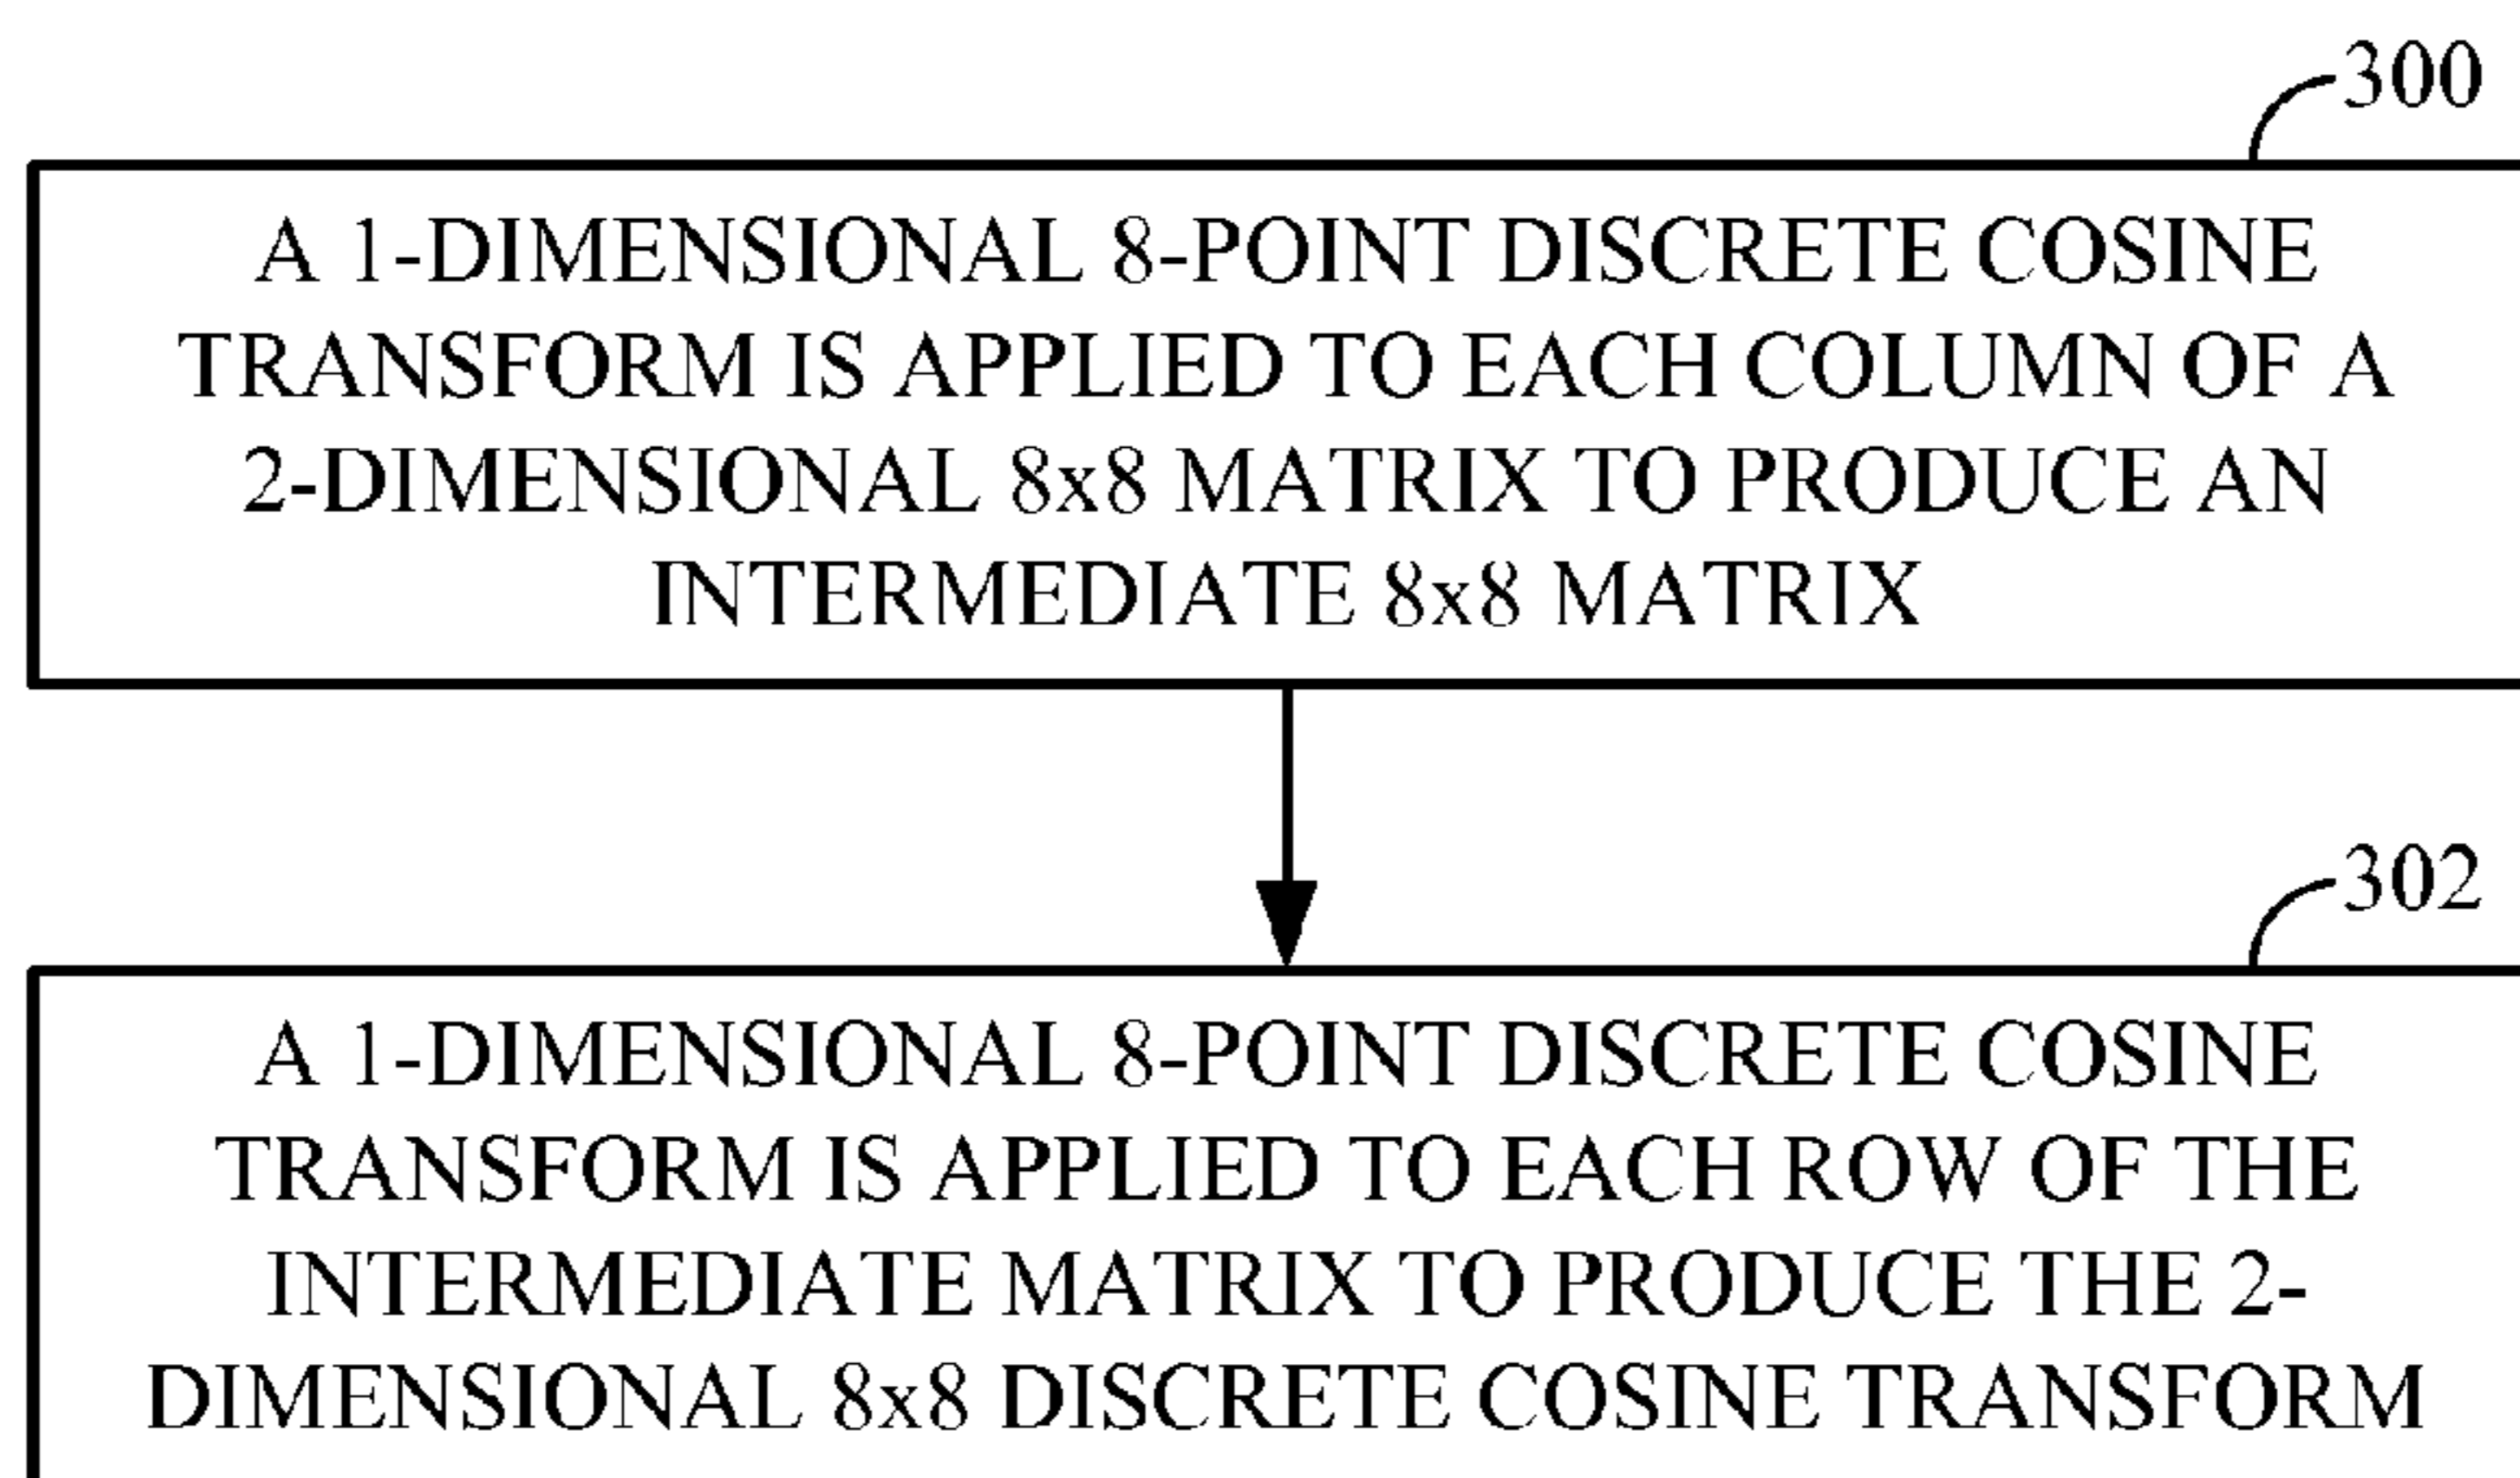 300
A 1-DIMENSIONAL 8-POINT DISCRETE COSINE
TRANSFORM IS APPLIED TO EACH COLUMN OF A
2-DIMENSIONAL 8x8 MATRIX TO PRODUCE AN
INTERMEDIATE 8x8 MATRIX
302
A 1-DIMENSIONAL 8-POINT DISCRETE COSINE
TRANSFORM IS APPLIED TO EACH ROW OF THE
INTERMEDIATE MATRIX TO PRODUCE THE 2-
DIMENSIONAL 8x8 DISCRETE COSINE TRANSFORM